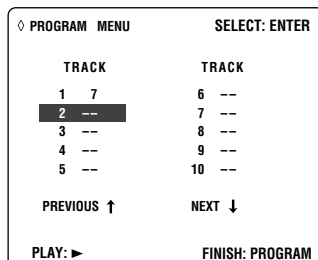 ◊ PROGRAM MENU SELECT: ENTER
TRACK TRACK
1 7 6 --
2 -- 7 --
3 -- 8 --
4 -- 9 --
5 -- 10 --
PREVIOUS ↑ NEXT ↓
PLAY: ► FINISH: PROGRAM